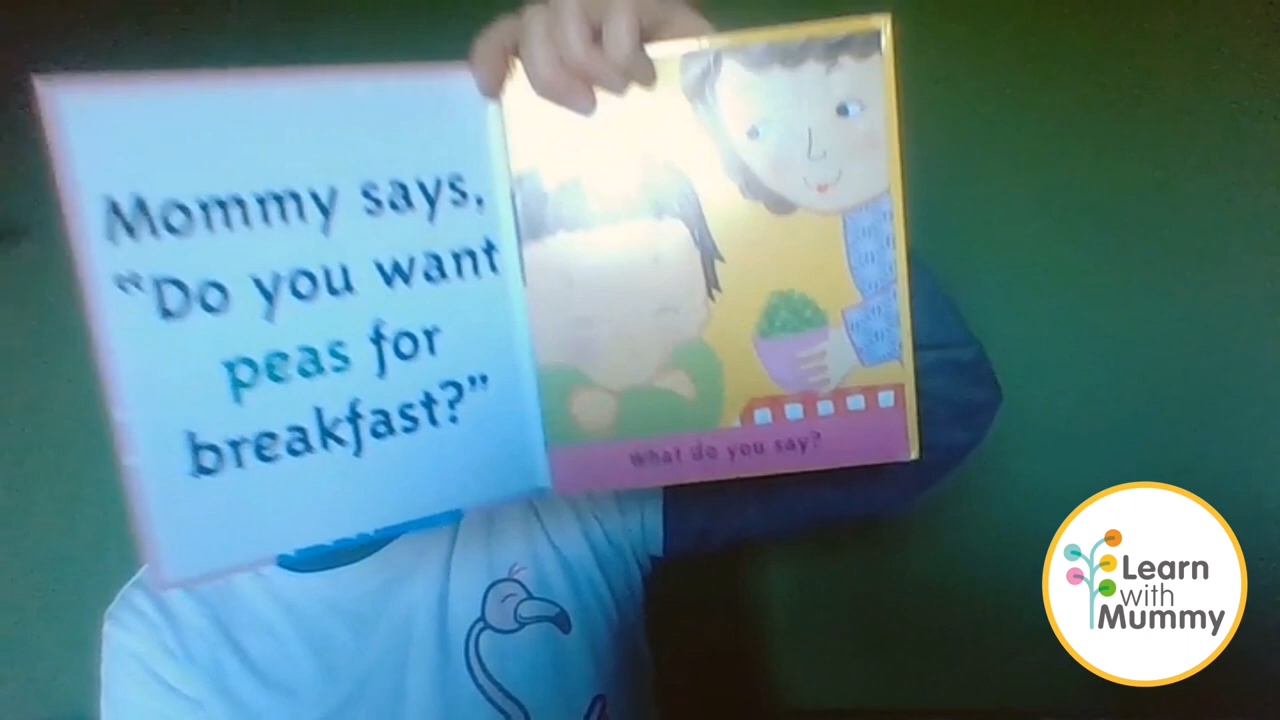 Mommy says,
“Do you want
peas for
breakfast?”
What do you say?
Learn
with
Mummy